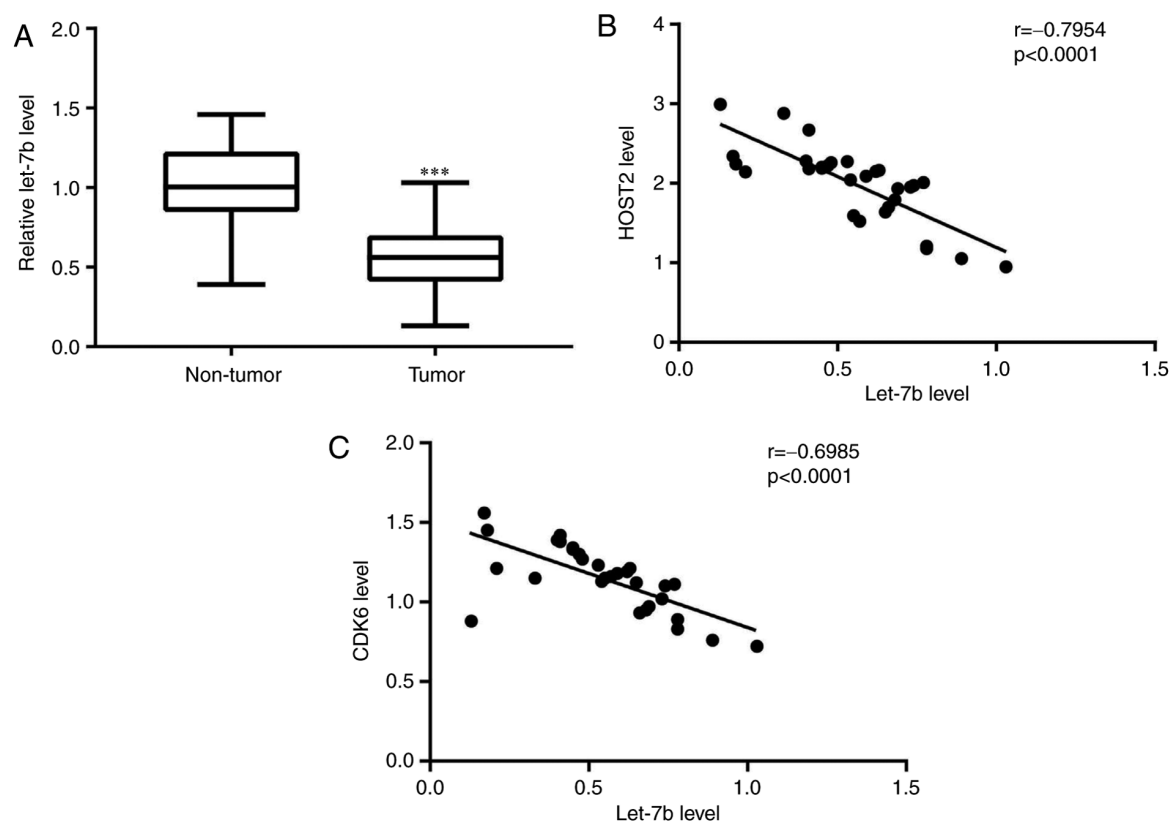 A
2.0
1.5
1.0
0.5
0.0
Relative let-7b level
***
Non-tumor
Tumor
B
r=−0.7954
p<0.0001
4
3
2
1
0
HOST2 level
0.0
0.5
1.0
1.5
Let-7b level
C
r=−0.6985
p<0.0001
2.0
1.5
1.0
0.5
0.0
CDK6 level
0.0
0.5
1.0
1.5
Let-7b level